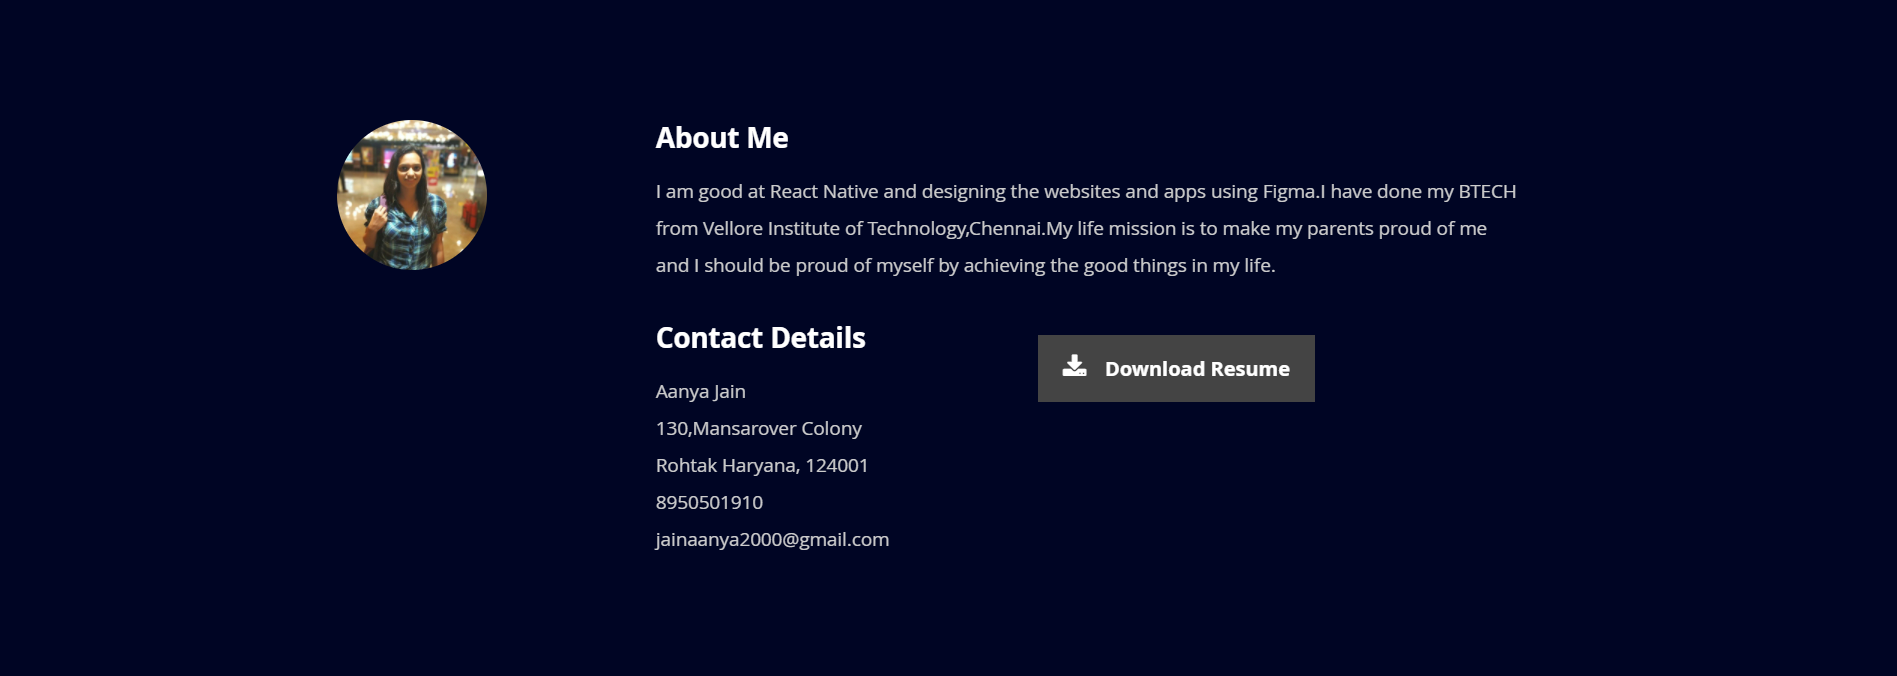 About Me
I am good at React Native and designing the websites and apps using Figma.I have done my BTECH
from Vellore Institute of Technology,Chennai.My life mission is to make my parents proud of me
and I should be proud of myself by achieving the good things in my life.
Contact Details
Download Resume
Aanya Jain
130,Mansarover Colony
Rohtak Haryana, 124001
8950501910
jainaanya2000@gmail.com